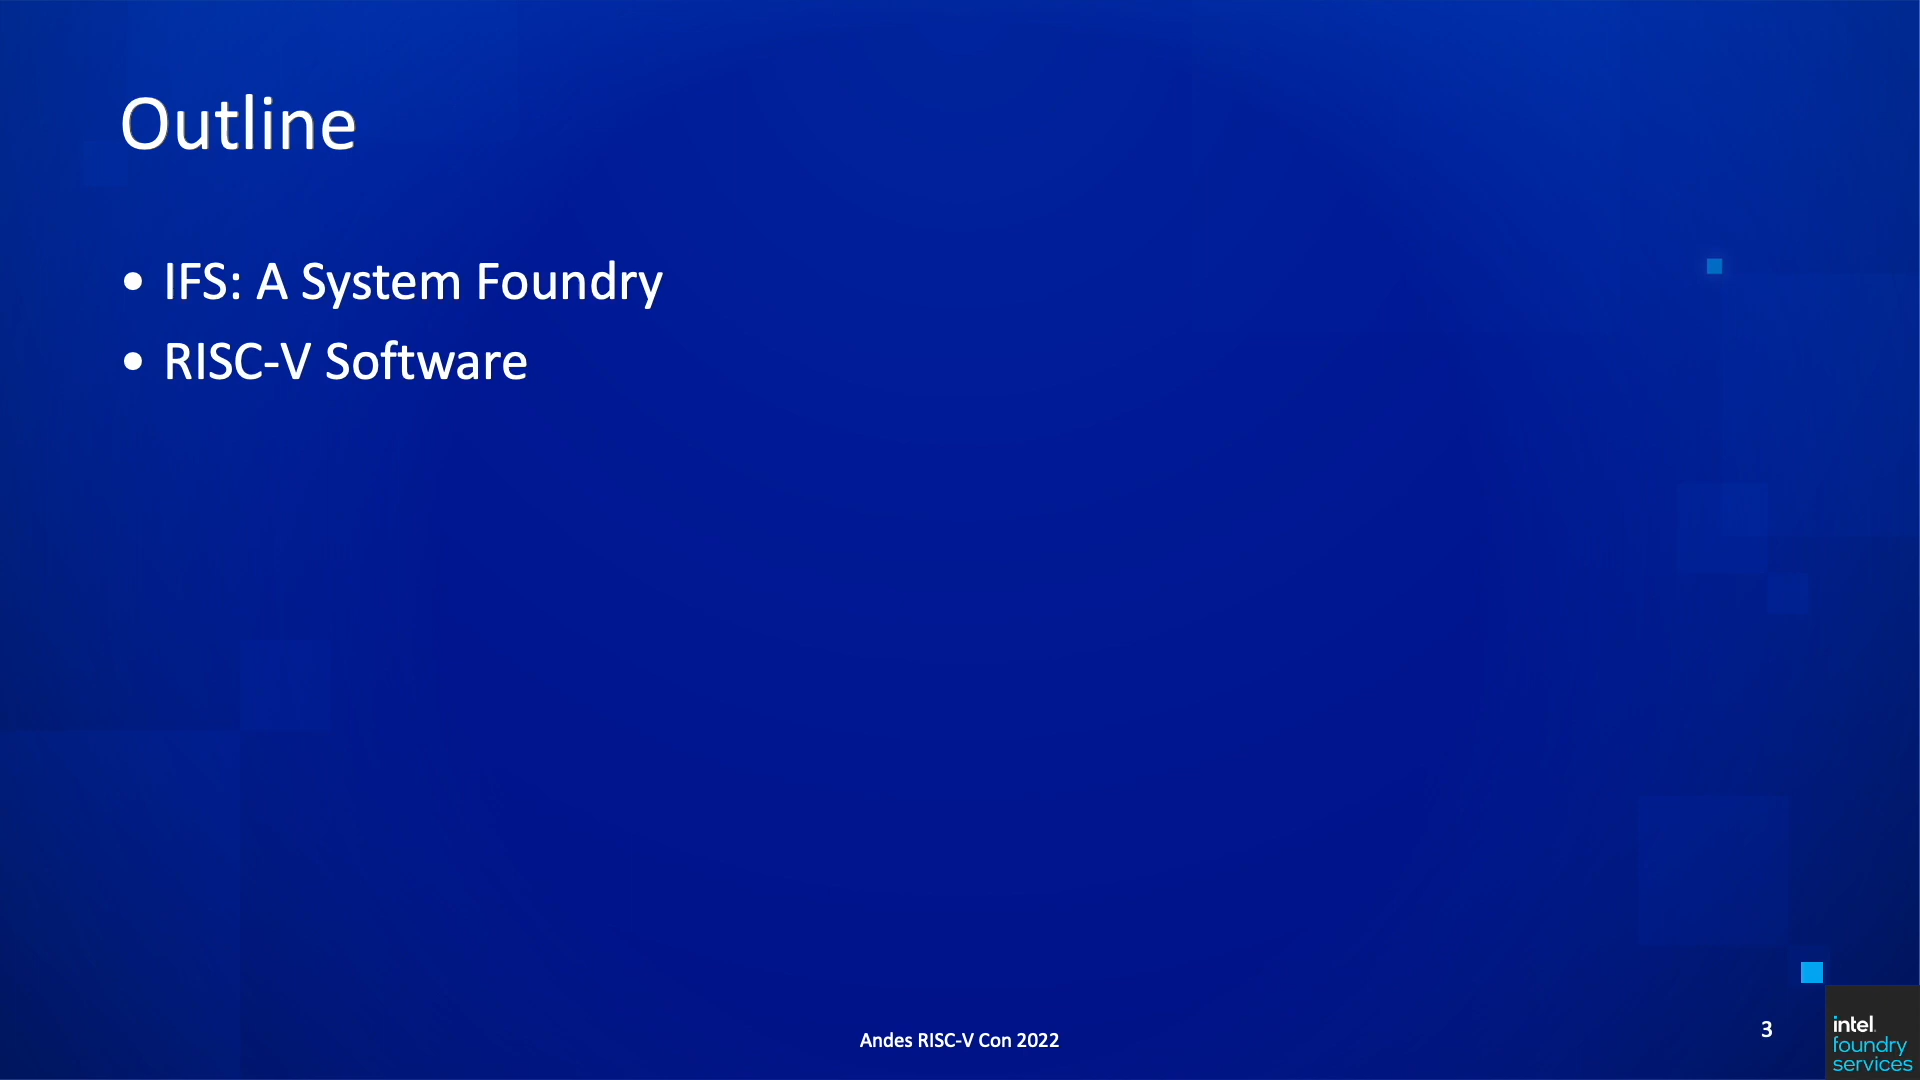 Outline
• IFS: A System Foundry
• RISC-V Software
Andes RISC-V Con 2022
3
intel.
foundry
services